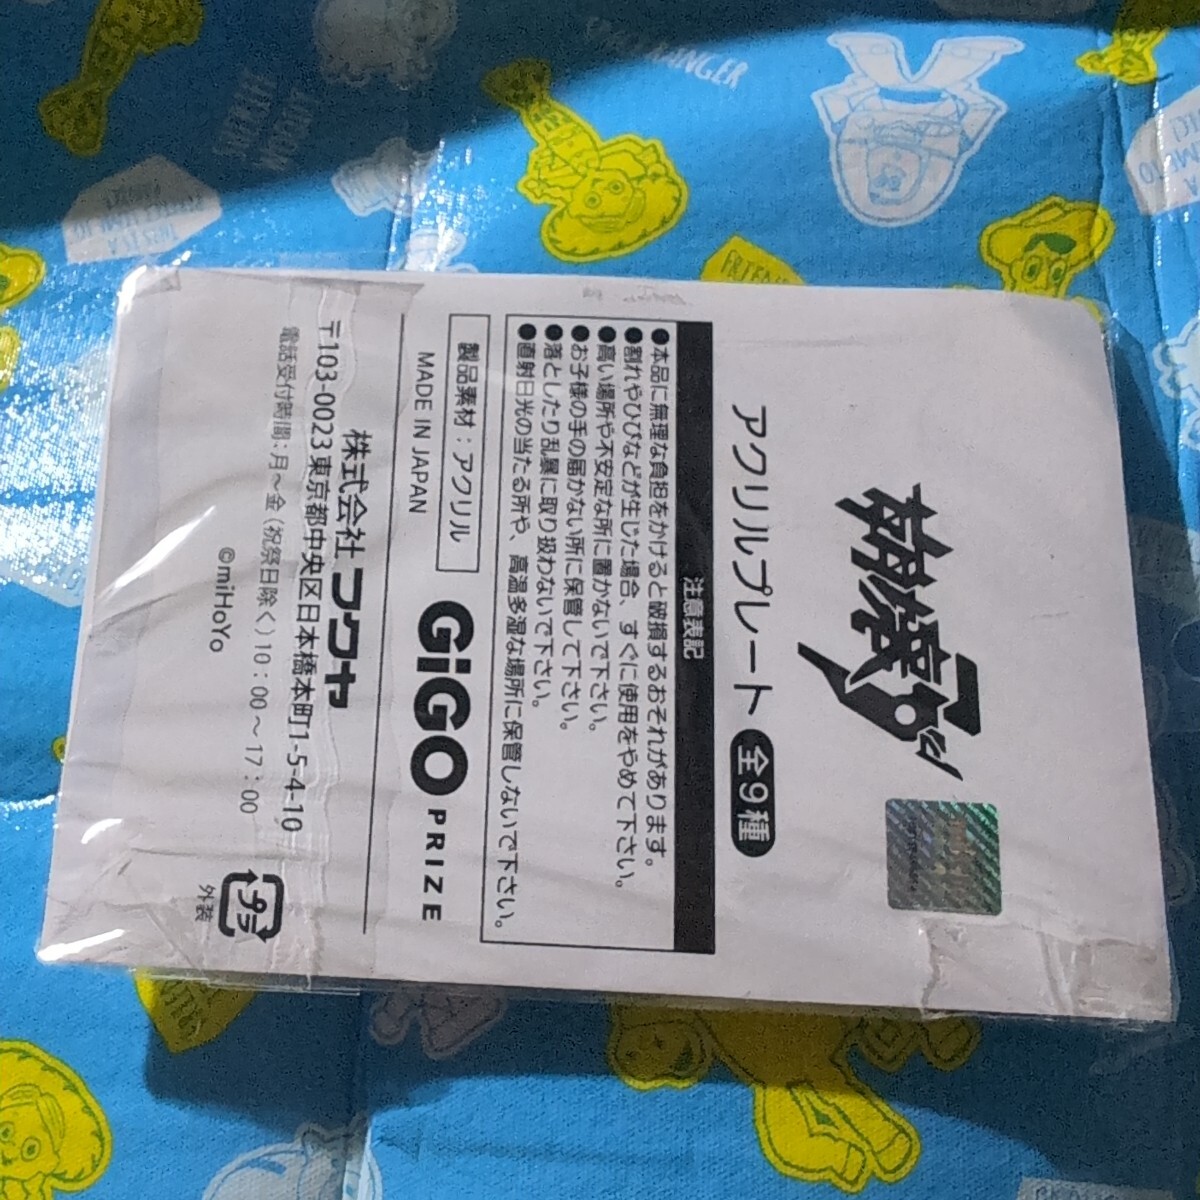 崩壊3rd
アクリルプレート 全9種
注意表記
●本品に無理な負担をかけると破損するおそれがあります。
●割れやひびなどが生じた場合、すぐに使用をやめて下さい。
●高い場所や不安定な所に置かないで下さい。
●お子様の手の届かない所に保管して下さい。
●落としたり乱暴に取り扱わないで下さい。
●直射日光の当たる所や、高温多湿な場所に保管しないで下さい。
製品素材：アクリル
MADE IN JAPAN
GiGO PRIZE
株式会社フクヤ
〒103-0023 東京都中央区日本橋本町1-5-4-10
電話受付時間：月～金（祝祭日除く）10：00～17：00
©miHoYo
プラ
外装